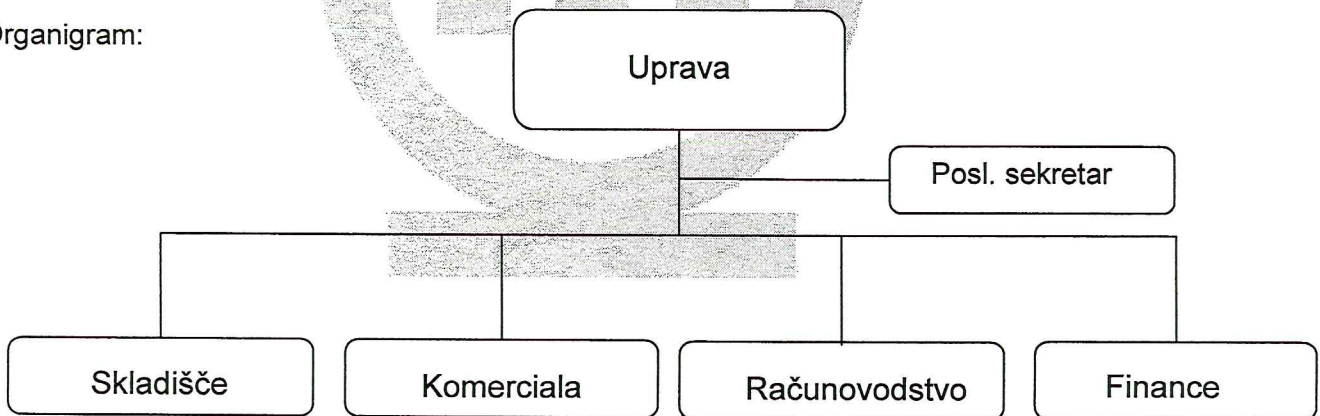 Organigram:
Uprava
Posl. sekretar
Skladišče
Komerciala
Računovodstvo
Finance